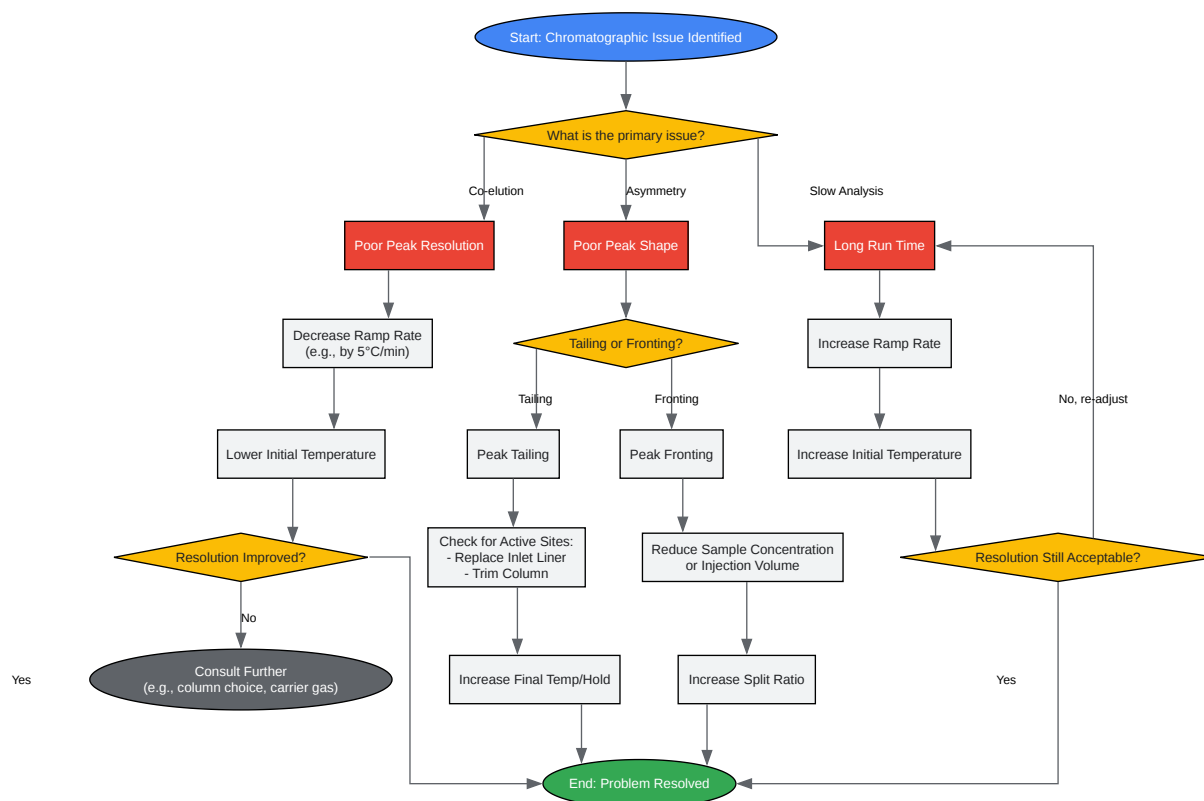 Start: Chromatographic Issue Identified
What is the primary issue?
Co-elution
Asymmetry
Slow Analysis
Poor Peak Resolution
Poor Peak Shape
Long Run Time
Decrease Ramp Rate
(e.g., by 5°C/min)
Tailing or Fronting?
Increase Ramp Rate
Tailing
Fronting
No, re-adjust
Lower Initial Temperature
Peak Tailing
Peak Fronting
Increase Initial Temperature
Resolution Improved?
Check for Active Sites:
- Replace Inlet Liner
- Trim Column
Reduce Sample Concentration
or Injection Volume
Resolution Still Acceptable?
No
Yes
Consult Further
(e.g., column choice, carrier gas)
Increase Final Temp/Hold
Increase Split Ratio
Yes
End: Problem Resolved